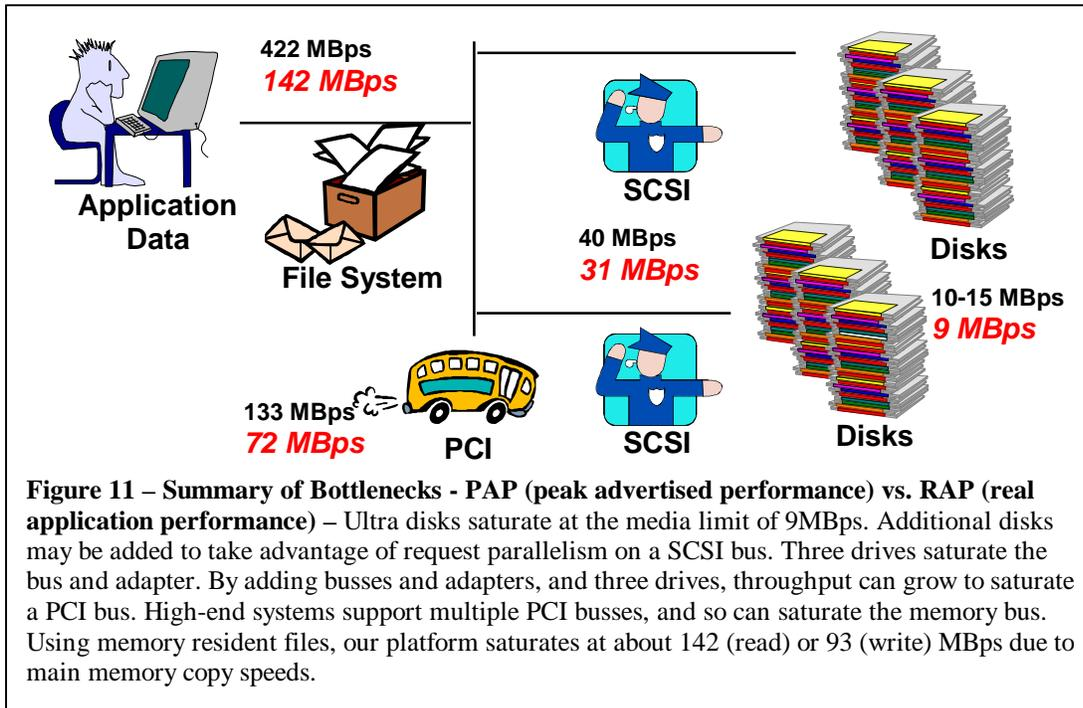 422 MBps
142 MBps
Application
Data
File System
SCSI
Disks
40 MBps
31 MBps
10-15 MBps
9 MBps
133 MBps
72 MBps
PCI
SCSI
Disks
Figure 11 – Summary of Bottlenecks - PAP (peak advertised performance) vs. RAP (real
application performance) – Ultra disks saturate at the media limit of 9MBps. Additional disks
may be added to take advantage of request parallelism on a SCSI bus. Three drives saturate the
bus and adapter. By adding busses and adapters, and three drives, throughput can grow to saturate
a PCI bus. High-end systems support multiple PCI busses, and so can saturate the memory bus.
Using memory resident files, our platform saturates at about 142 (read) or 93 (write) MBps due to
main memory copy speeds.